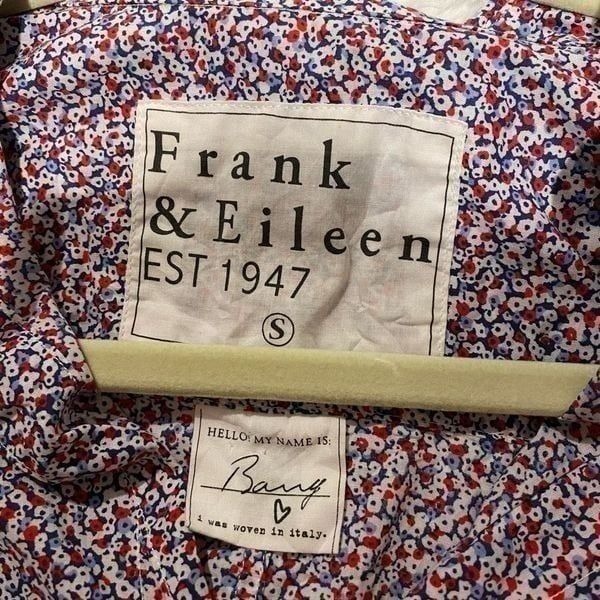 Frank
& Eileen
EST 1947
S
HELLO: MY NAME IS:
Barry
i was woven in italy.